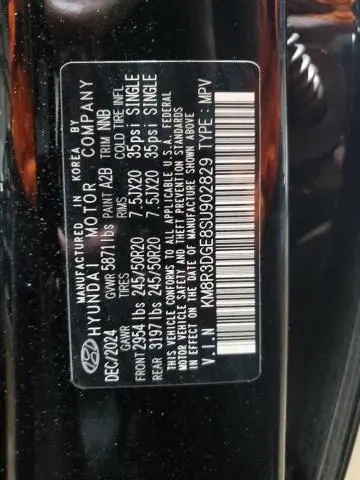 MANUFACTURED IN KOREA BY
HYUNDAI MOTOR COMPANY
DEC/2024 GVWR 5871lbs PAINT A2B TRIM NNB
GAWR TIRES RIMS COLD TIRE INFL
FRONT 2954 lbs 245/50R20 7.5JX20 35psi SINGLE
REAR 3197 lbs 245/50R20 7.5JX20 35psi SINGLE
THIS VEHICLE CONFORMS TO ALL APPLICABLE U.S.A. FEDERAL
MOTOR VEHICLE SAFETY AND THEFT PREVENTION STANDARDS
IN EFFECT ON THE DATE OF MANUFACTURE SHOWN ABOVE
V.I.N KM8R3DGE8SU902829 TYPE: MPV